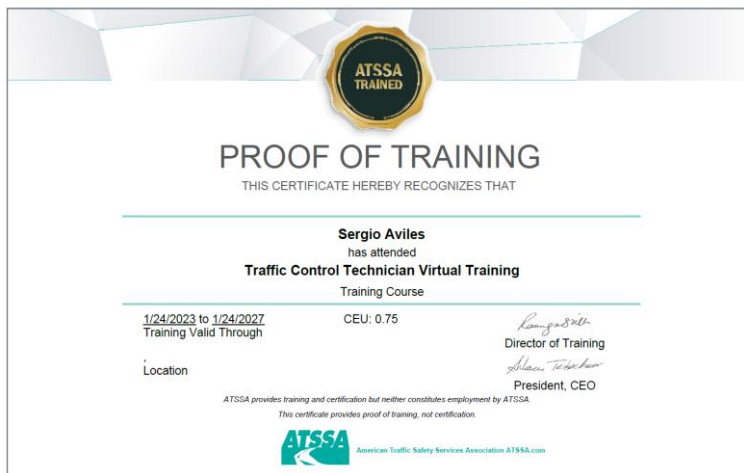 ATSSA
TRAINED
PROOF OF TRAINING
THIS CERTIFICATE HEREBY RECOGNIZES THAT
Sergio Aviles
has attended
Traffic Control Technician Virtual Training
Training Course
1/24/2023 to 1/24/2027
Training Valid Through
CEU: 0.75
Director of Training
.
Location
President, CEO
ATSSA provides training and certification but neither constitutes employment by ATSSA.
This certificate provides proof of training, not certification.
ATSSA
American Traffic Safety Services Association ATSSA.com